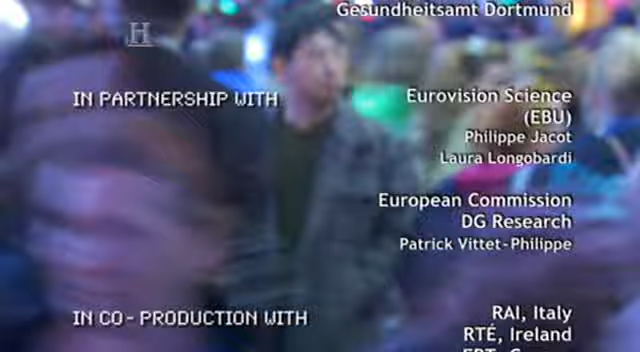 Gesundheitsamt Dortmund
H
IN PARTNERSHIP WITH
Eurovision Science
(EBU)
Philippe Jacot
Laura Longobardi
European Commission
DG Research
Patrick Vittet-Philippe
IN CO-PRODUCTION WITH
RAI, Italy
RTÉ, Ireland